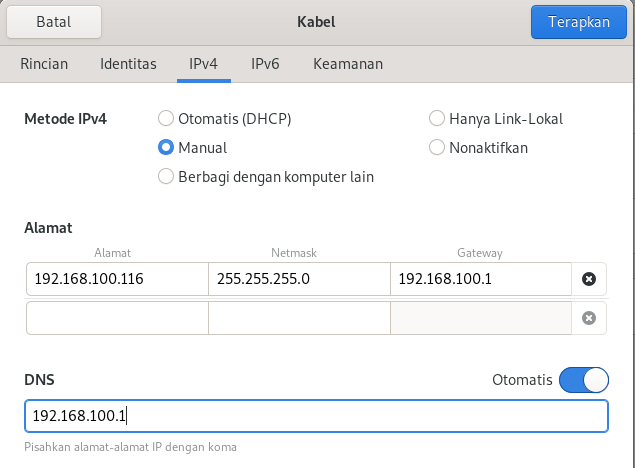 Batal Kabel Terapkan
Rincian Identitas IPv4 IPv6 Keamanan
Metode IPv4 Otomatis (DHCP) Hanya Link-Lokal
Manual Nonaktifkan
Berbagi dengan komputer lain
Alamat
Alamat Netmask Gateway
192.168.100.116 255.255.255.0 192.168.100.1
DNS Otomatis
192.168.100.1
Pisahkan alamat-alamat IP dengan koma